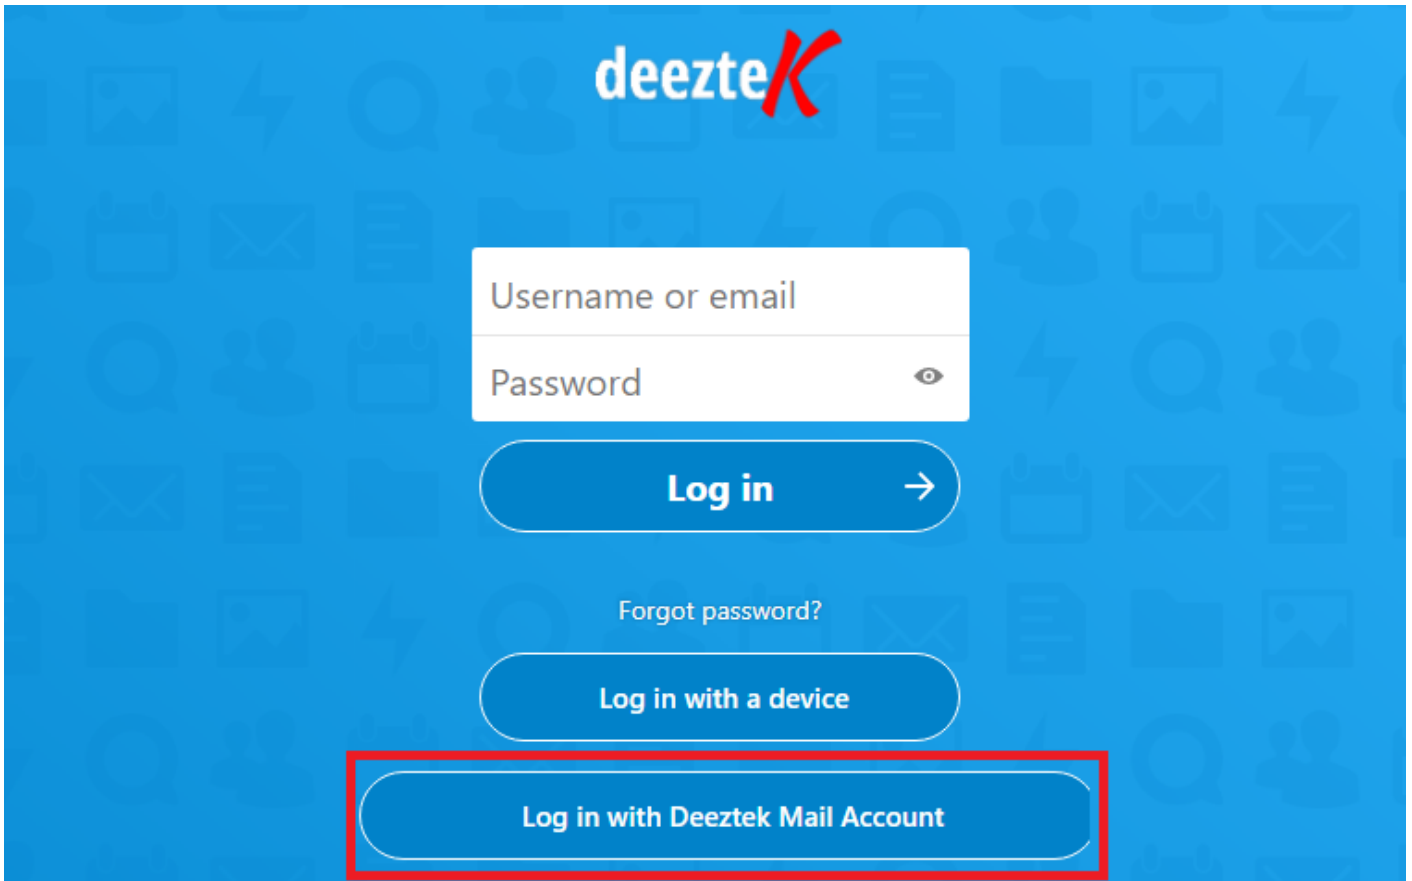 deezteK
Username or email
Password
Log in
Forgot password?
Log in with a device
Log in with Deeztek Mail Account